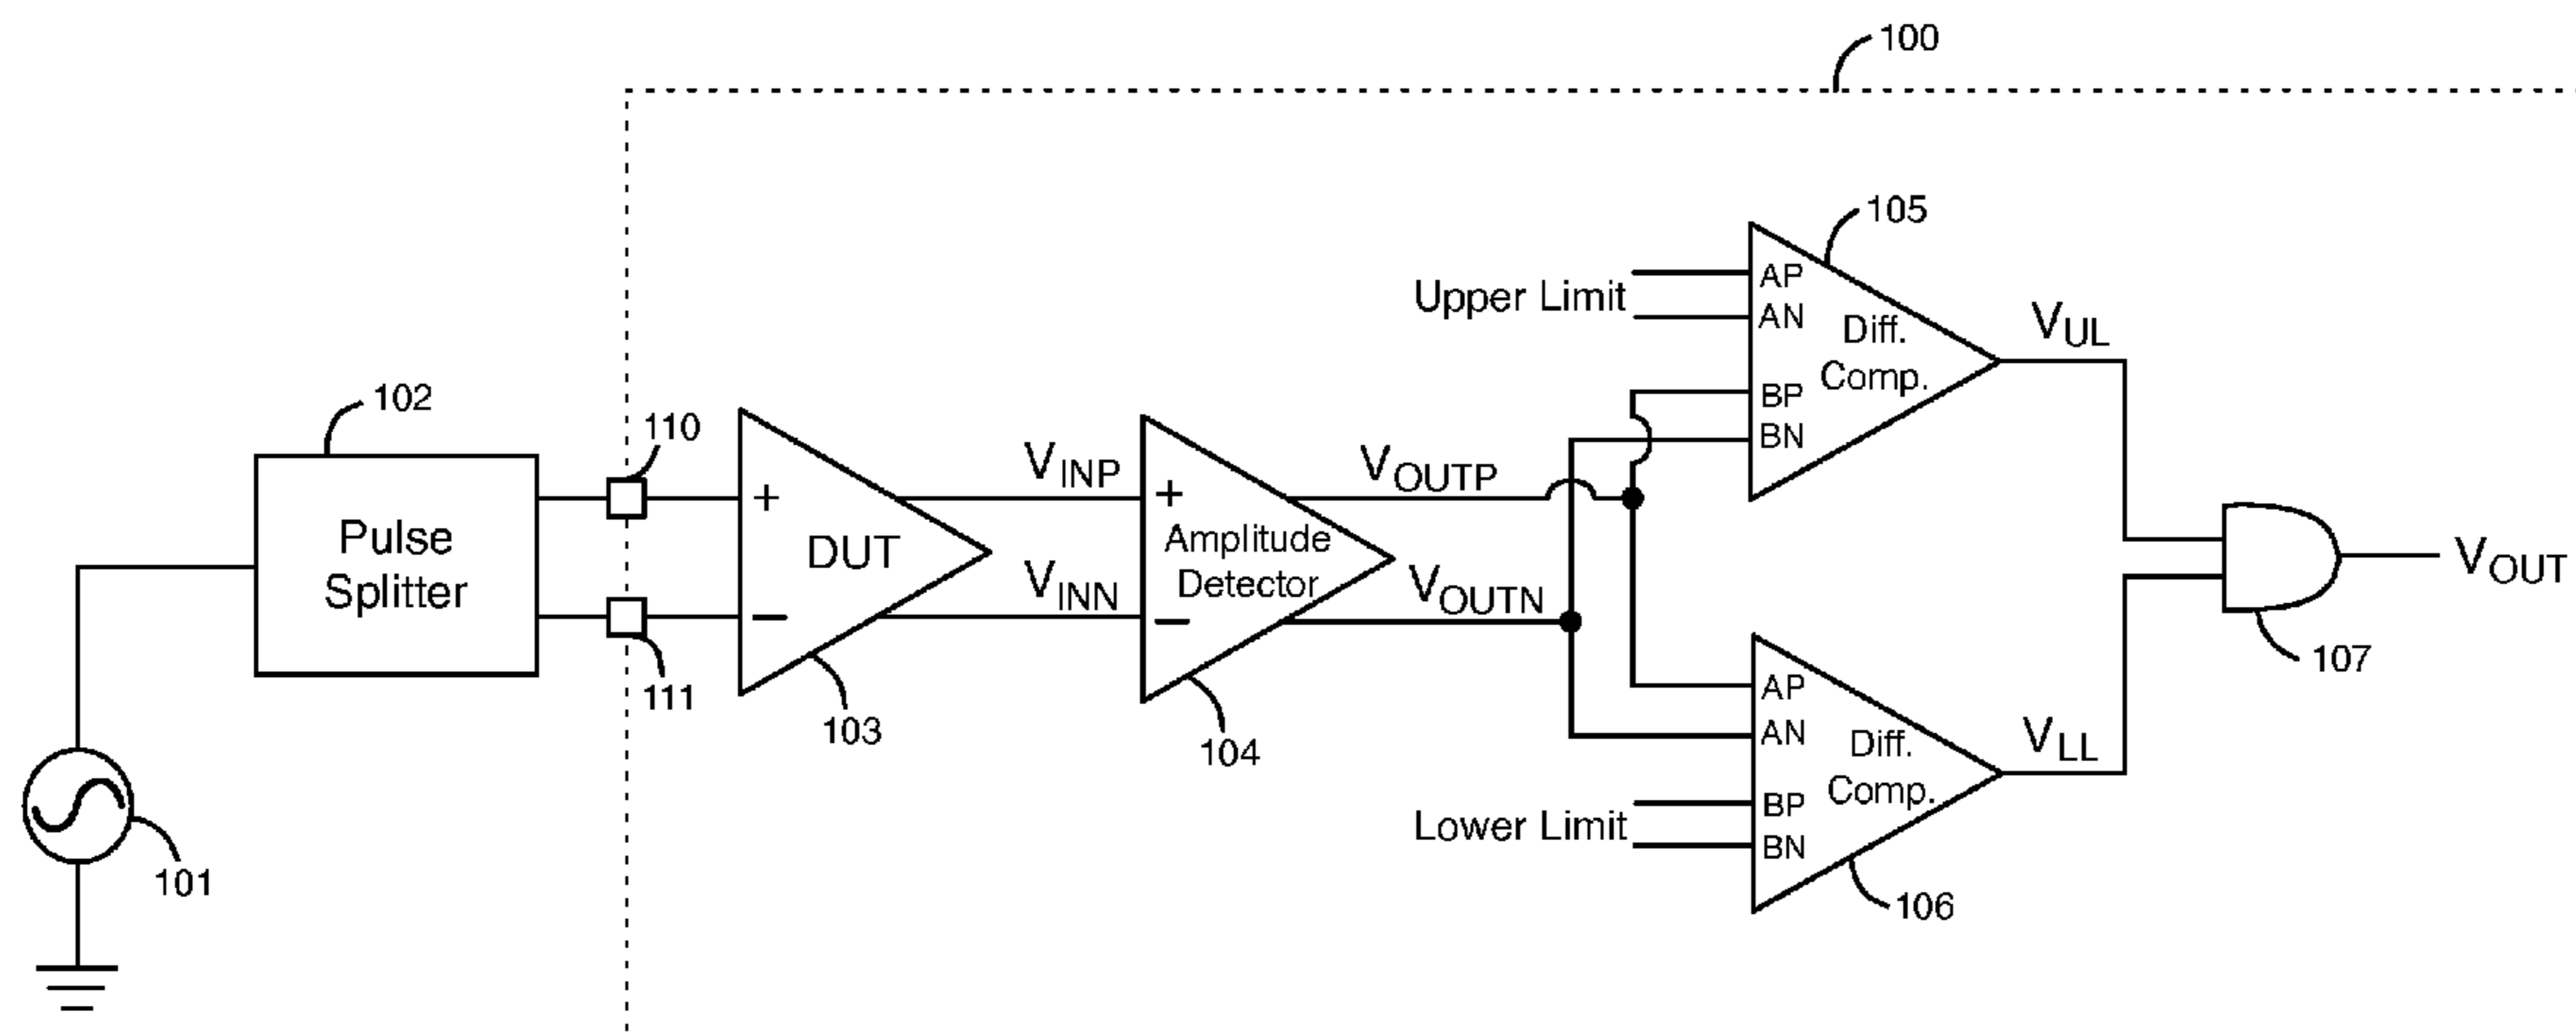 100
105
AP
Upper Limit
AN
Diff.
Comp.
VUL
BP
BN
102
110
Pulse
Splitter
+
DUT
−
VINP
VINN
111
103
+
Amplitude
Detector
−
VOUTP
VOUTN
104
VOUT
107
AP
AN
Diff.
Comp.
VLL
BP
Lower Limit
BN
106
101